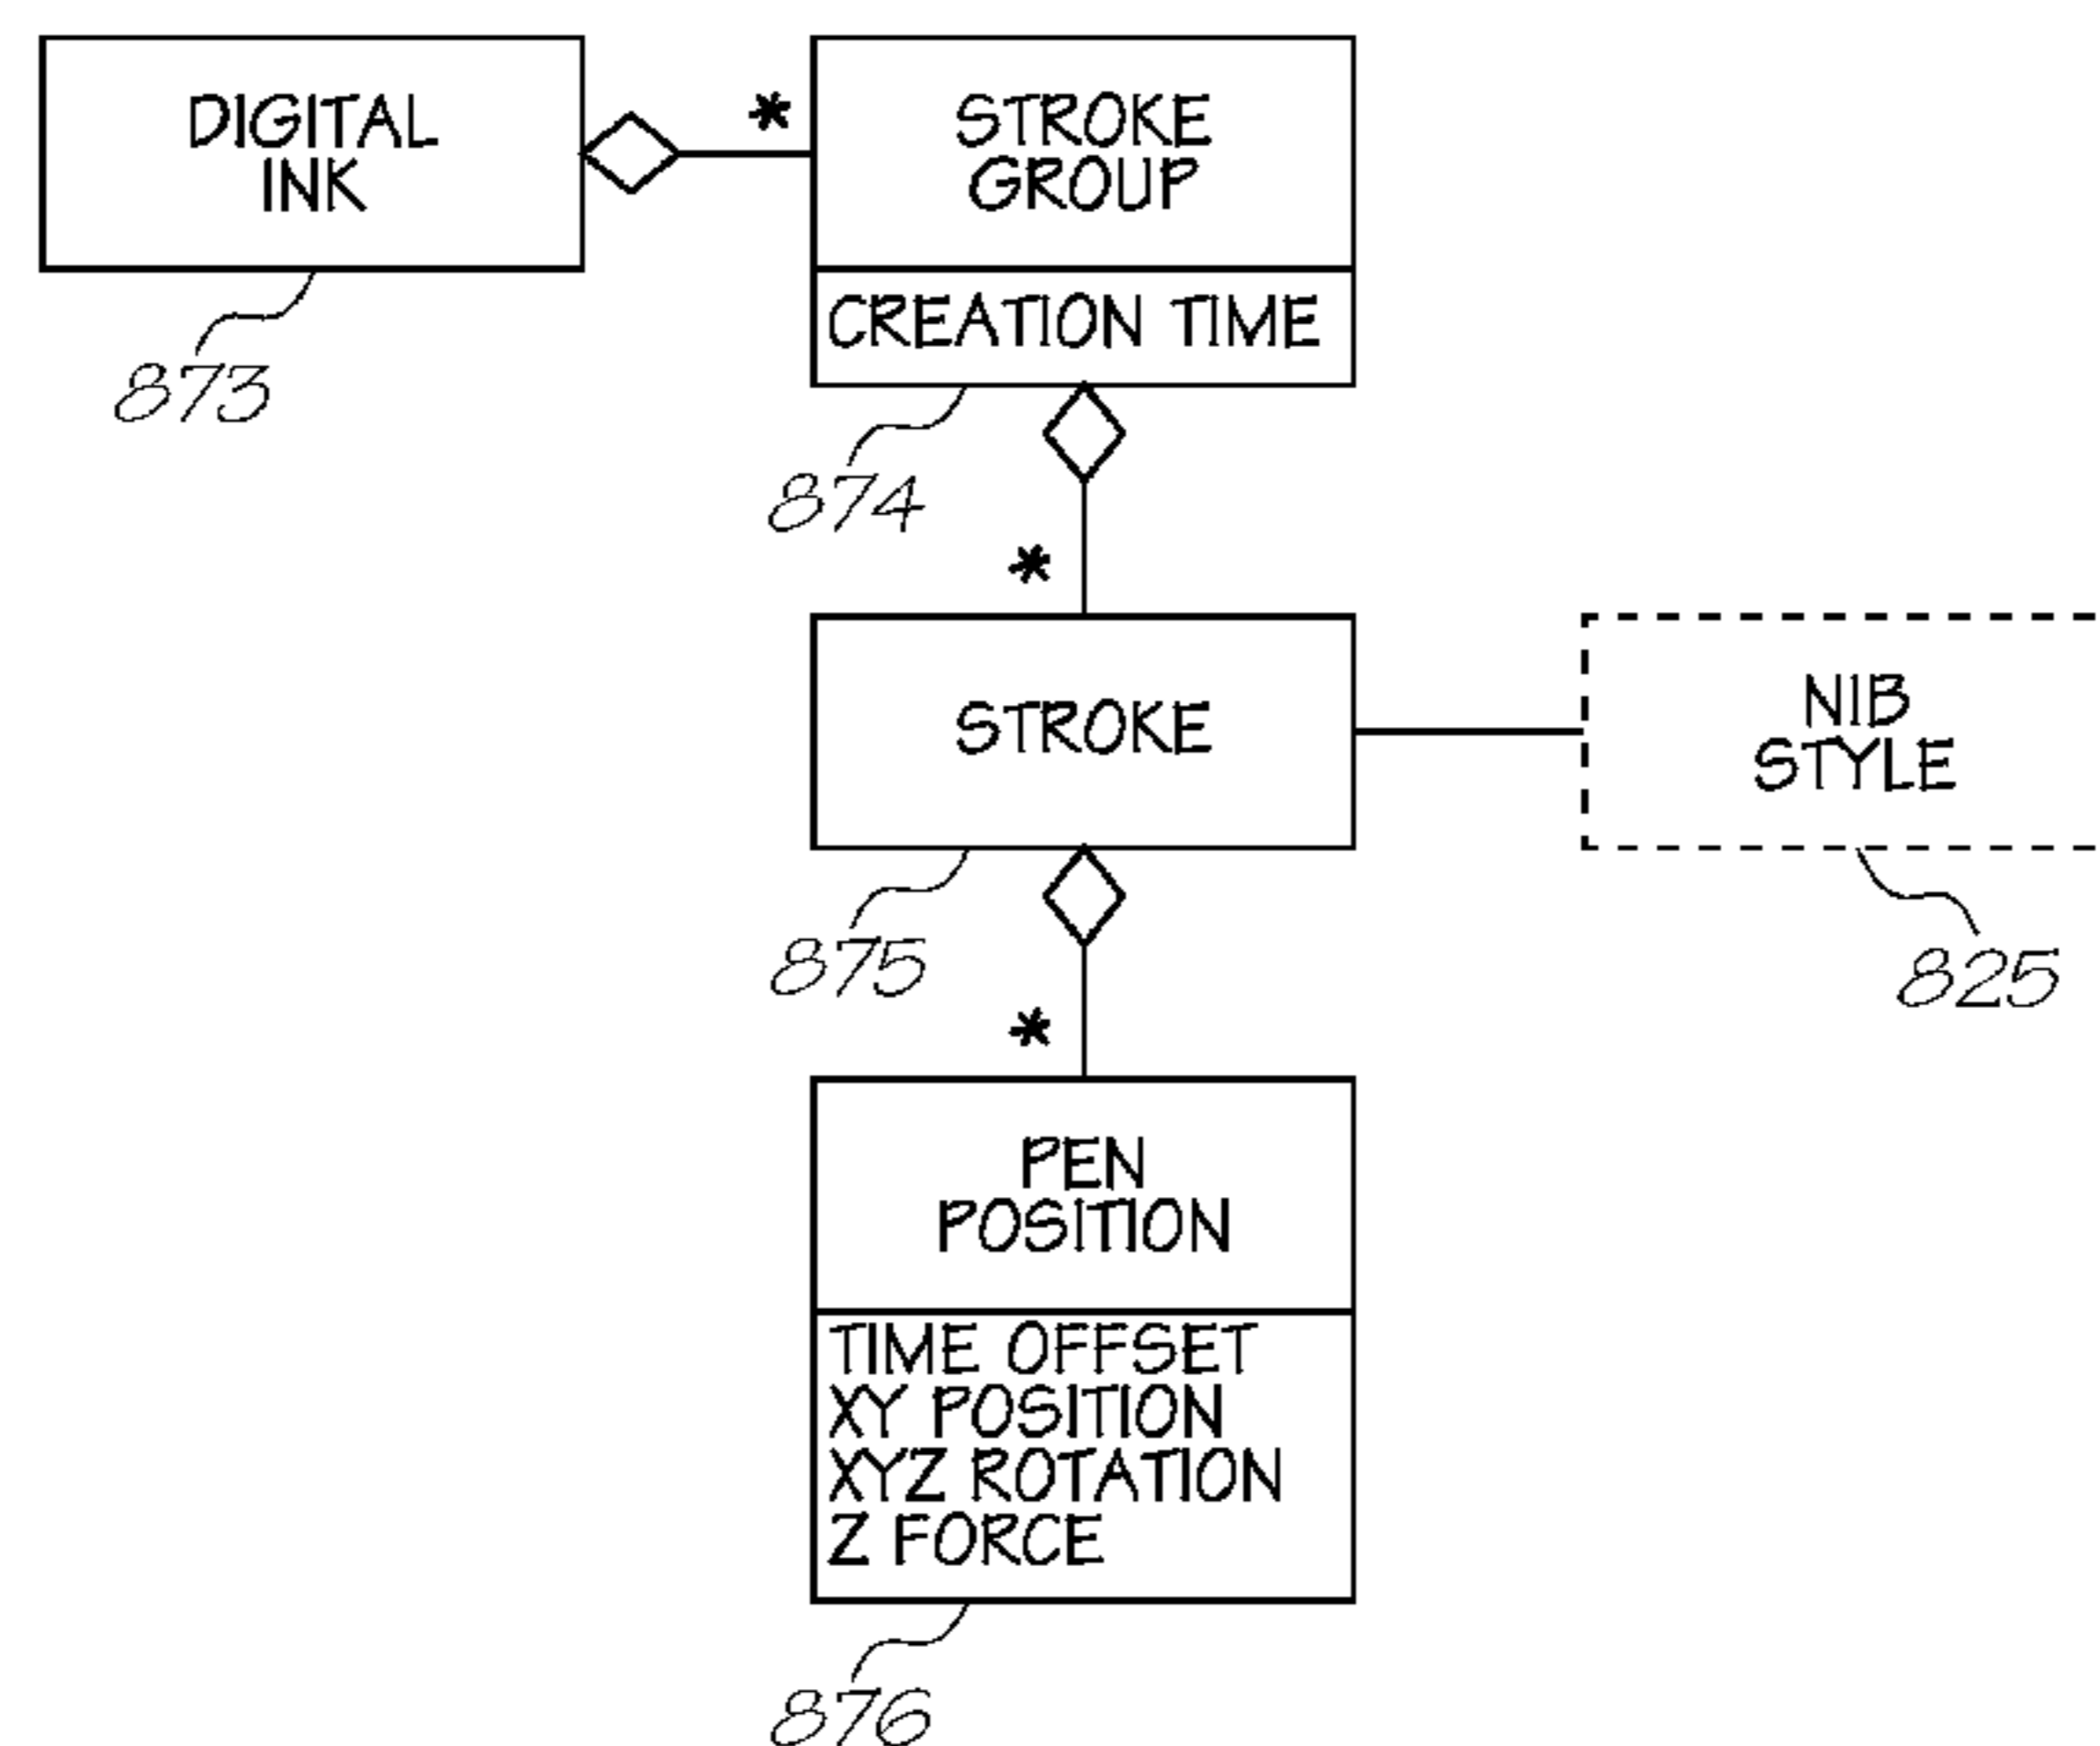 DIGITAL
INK
*
STROKE
GROUP
CREATION TIME
873
874
*
STROKE
NIB
STYLE
875
825
*
PEN
POSITION
TIME OFFSET
XY POSITION
XYZ ROTATION
Z FORCE
876